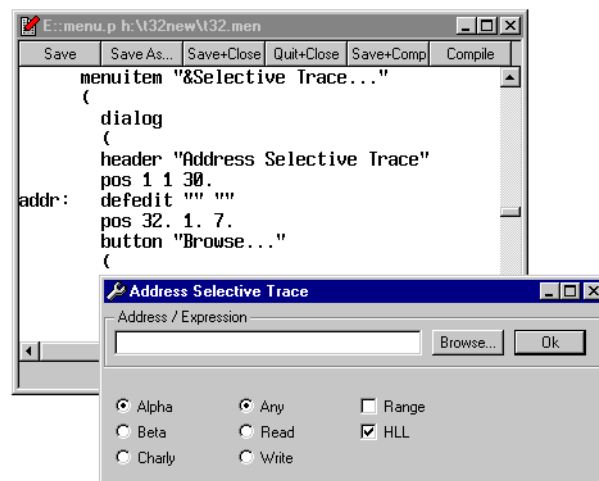 E::menu.p h:\t32new\t32.men
Save Save As... Save+Close Quit+Close Save+Comp Compile
menuitem "&Selective Trace..."
(
dialog
(
header "Address Selective Trace"
pos 1 1 30.
addr: defedit "" ""
pos 32. 1. 7.
button "Browse..."
(
Address Selective Trace
Address / Expression
Browse... Ok
Alpha Any Range
Beta Read HLL
Charly Write